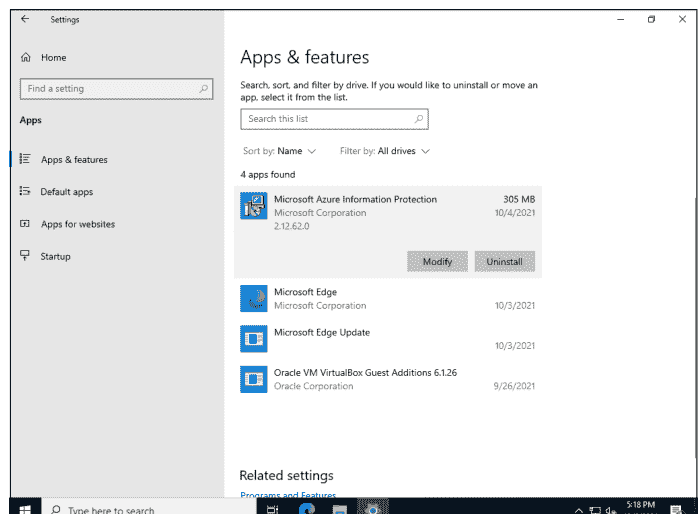 Settings
Home
Find a setting
Apps
Apps & features
Default apps
Apps for websites
Startup
Apps & features
Search, sort, and filter by drive. If you would like to uninstall or move an
app, select it from the list.
Search this list
Sort by: Name
Filter by: All drives
4 apps found
Microsoft Azure Information Protection
305 MB
Microsoft Corporation
10/4/2021
2.12.62.0
Modify
Uninstall
Microsoft Edge
Microsoft Corporation
10/3/2021
Microsoft Edge Update
10/3/2021
Oracle VM VirtualBox Guest Additions 6.1.26
Oracle Corporation
9/26/2021
Related settings
Programs and Features
Type here to search
5:18 PM